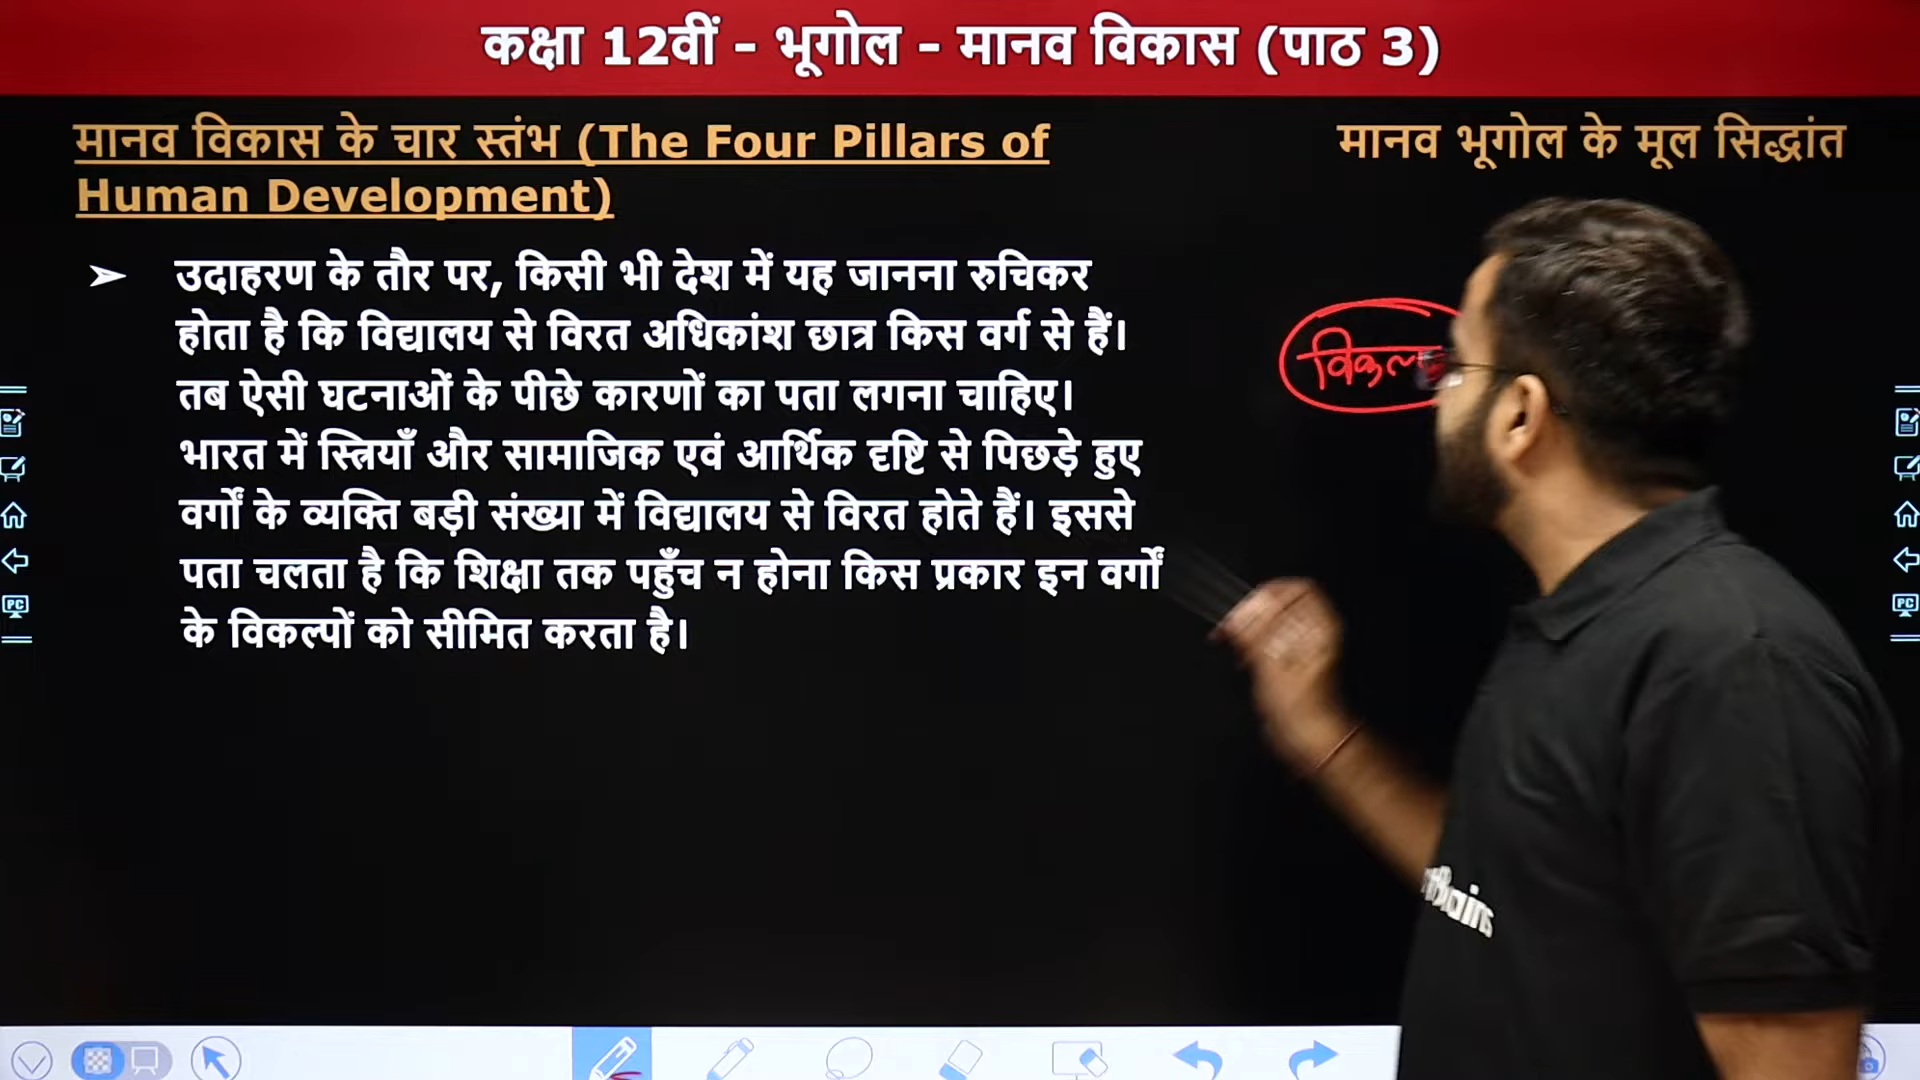 कक्षा 12वीं - भूगोल - मानव विकास (पाठ 3)
मानव विकास के चार स्तंभ (The Four Pillars of
Human Development)
मानव भूगोल के मूल सिद्धांत
➢ उदाहरण के तौर पर, किसी भी देश में यह जानना रुचिकर
होता है कि विद्यालय से विरत अधिकांश छात्र किस वर्ग से हैं।
तब ऐसी घटनाओं के पीछे कारणों का पता लगना चाहिए।
भारत में स्त्रियाँ और सामाजिक एवं आर्थिक दृष्टि से पिछड़े हुए
वर्गों के व्यक्ति बड़ी संख्या में विद्यालय से विरत होते हैं। इससे
पता चलता है कि शिक्षा तक पहुँच न होना किस प्रकार इन वर्गों
के विकल्पों को सीमित करता है।
PC
PC